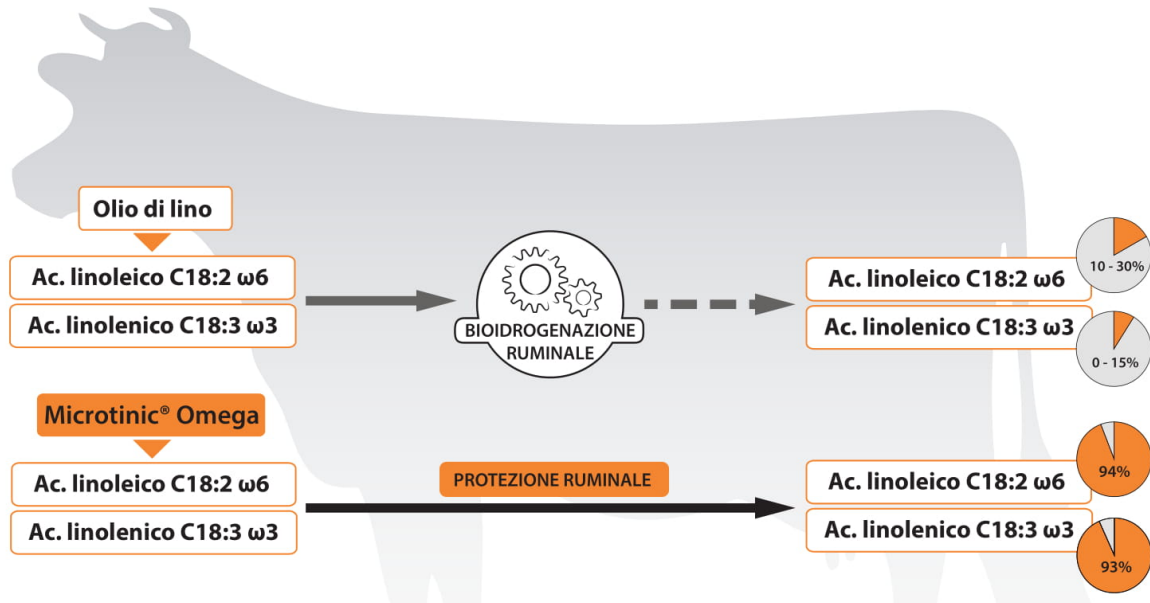 Olio di lino
Ac. linoleico C18:2 ω6
Ac. linolenico C18:3 ω3
BIOIDROGENAZIONE
RUMINALE
Ac. linoleico C18:2 ω6
10 - 30%
Ac. linolenico C18:3 ω3
0 - 15%
Microtinic® Omega
Ac. linoleico C18:2 ω6
Ac. linolenico C18:3 ω3
PROTEZIONE RUMINALE
Ac. linoleico C18:2 ω6
94%
Ac. linolenico C18:3 ω3
93%